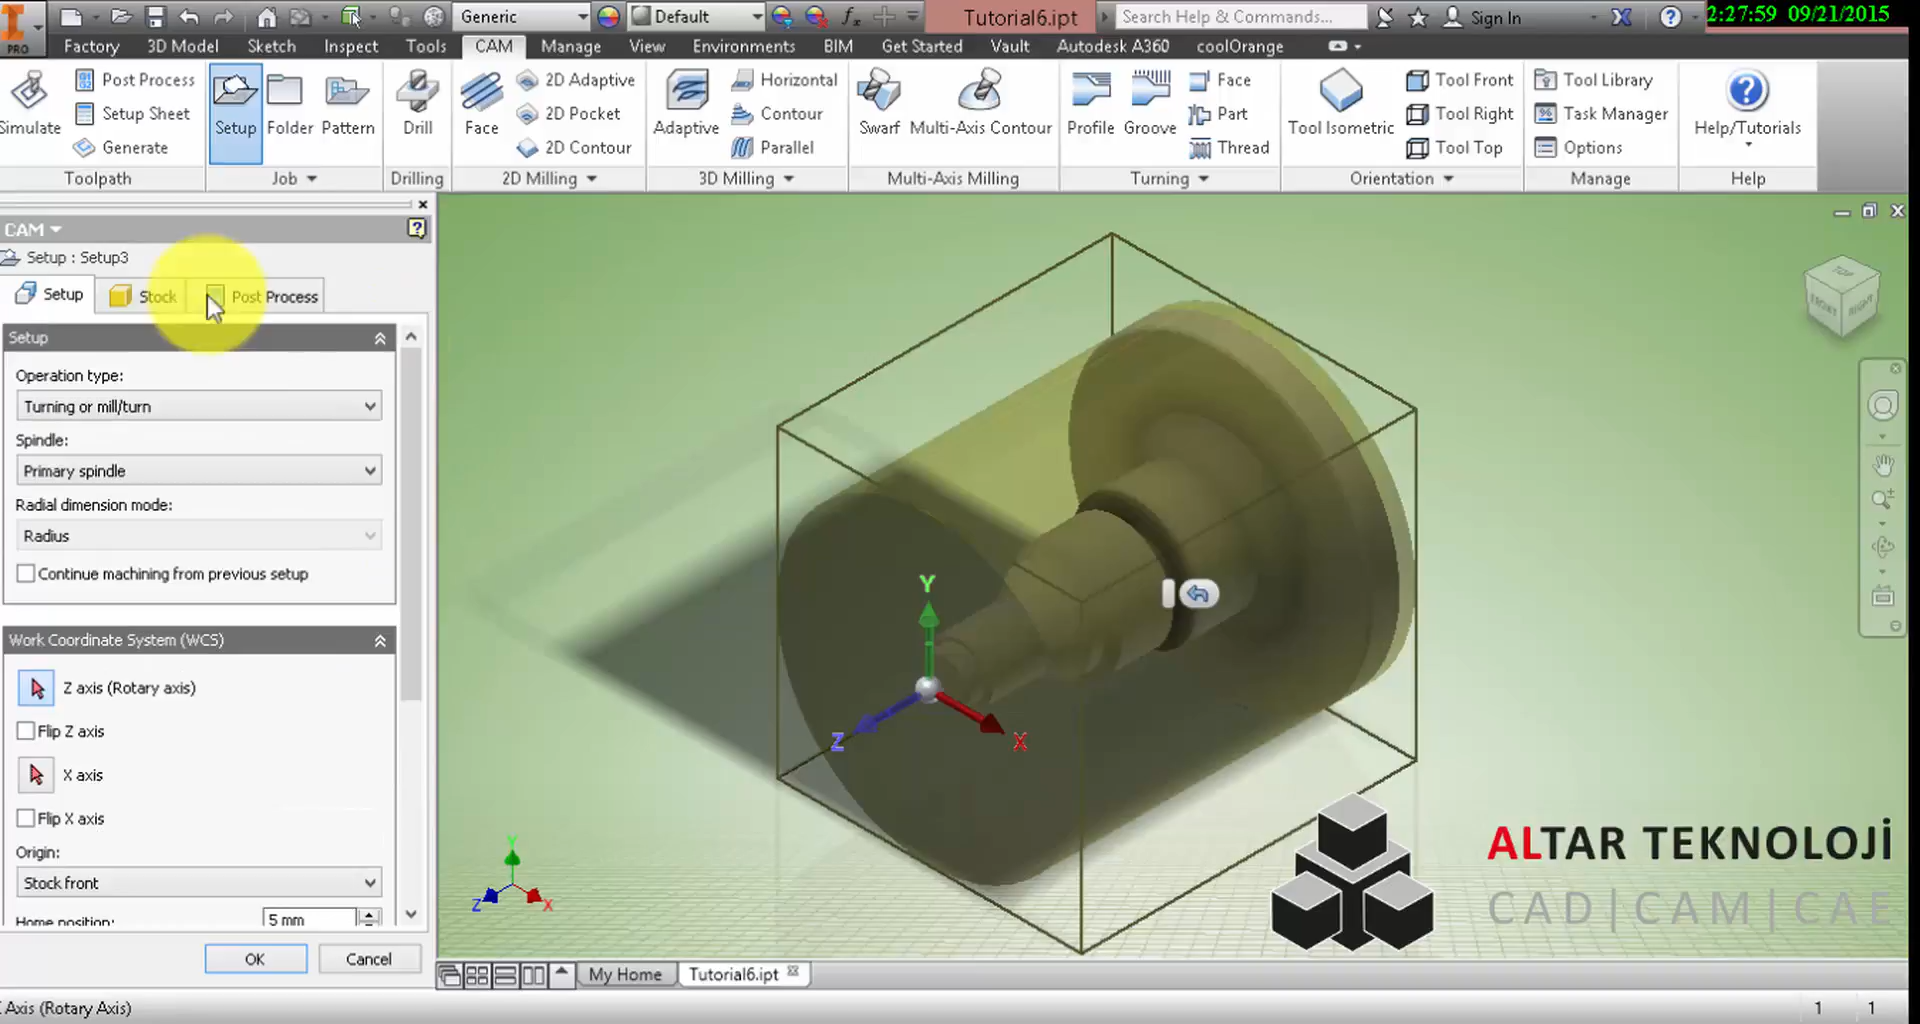 Generic
Default
Tutorial6.ipt
Search Help & Commands...
Sign In
2:27:59 09/21/2015
PRO
Factory
3D Model
Sketch
Inspect
Tools
CAM
Manage
View
Environments
BIM
Get Started
Vault
Autodesk A360
coolOrange
Simulate
Post Process
Setup Sheet
Generate
Toolpath
Setup
Folder
Pattern
Job
Drill
Drilling
Face
2D Adaptive
2D Pocket
2D Contour
2D Milling
Adaptive
Horizontal
Contour
Parallel
3D Milling
Swarf
Multi-Axis Contour
Multi-Axis Milling
Profile
Groove
Face
Part
Thread
Turning
Tool Isometric
Tool Front
Tool Right
Tool Top
Orientation
Tool Library
Task Manager
Options
Manage
Help/Tutorials
Help
CAM
Setup : Setup3
Setup
Stock
Post Process
Setup
Operation type:
Turning or mill/turn
Spindle:
Primary spindle
Radial dimension mode:
Radius
Continue machining from previous setup
Work Coordinate System (WCS)
Z axis (Rotary axis)
Flip Z axis
X axis
Flip X axis
Origin:
Stock front
Home position:
5 mm
OK
Cancel
Y
Z
X
Y
Z
X
TOP
FRONT
RIGHT
ALTAR TEKNOLOJİ
CAD|CAM|CAE
My Home
Tutorial6.ipt
Axis (Rotary Axis)
1
1